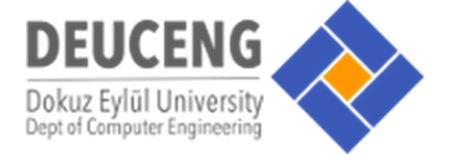 DEUCENG
Dokuz Eylül University
Dept of Computer Engineering